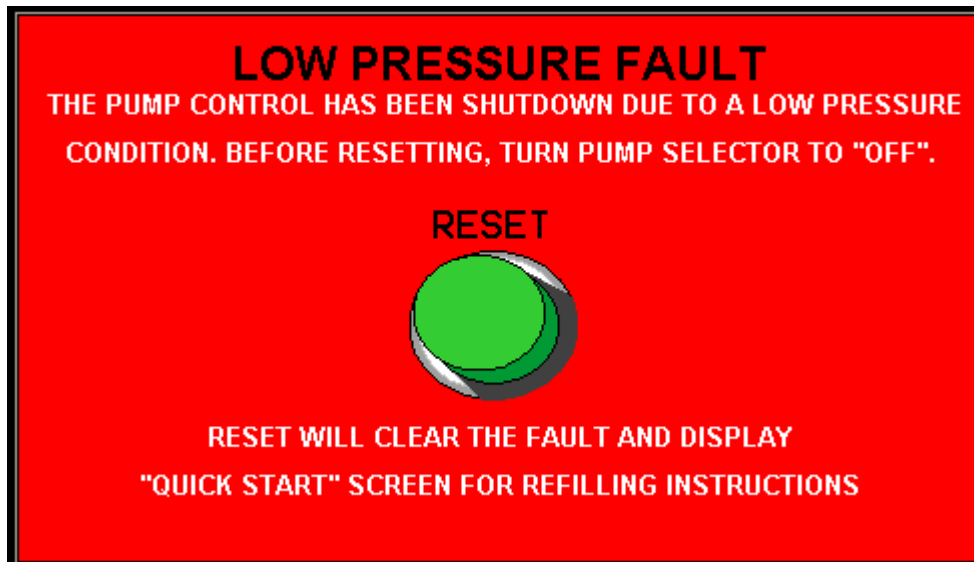 LOW PRESSURE FAULT
THE PUMP CONTROL HAS BEEN SHUTDOWN DUE TO A LOW PRESSURE
CONDITION. BEFORE RESETTING, TURN PUMP SELECTOR TO "OFF".
RESET
RESET WILL CLEAR THE FAULT AND DISPLAY
"QUICK START" SCREEN FOR REFILLING INSTRUCTIONS